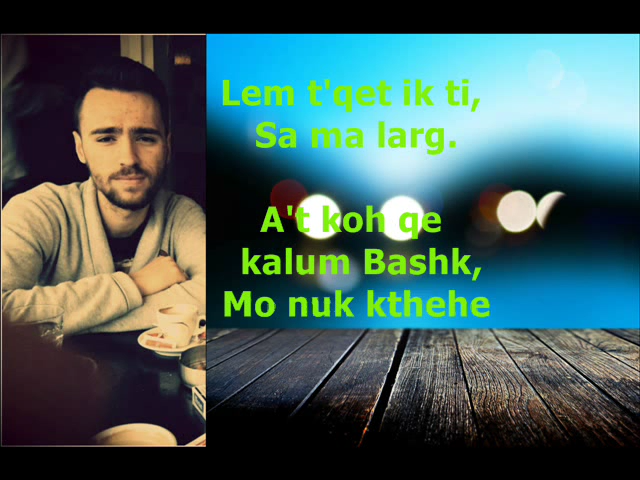 Lem t'qet ik ti,
Sa ma larg.
A't koh qe
kalum Bashk,
Mo nuk kthehe